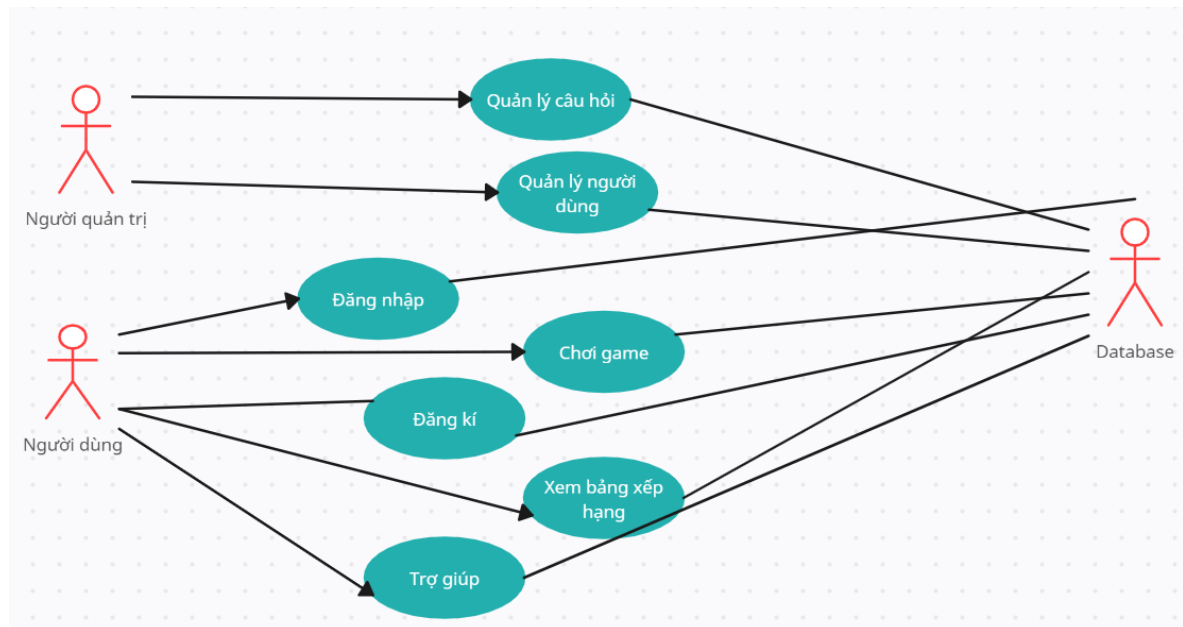 Quản lý câu hỏi
Quản lý người
dùng
Người quản trị
Đăng nhập
Chơi game
Database
Đăng kí
Người dùng
Xem bảng xếp
hạng
Trợ giúp